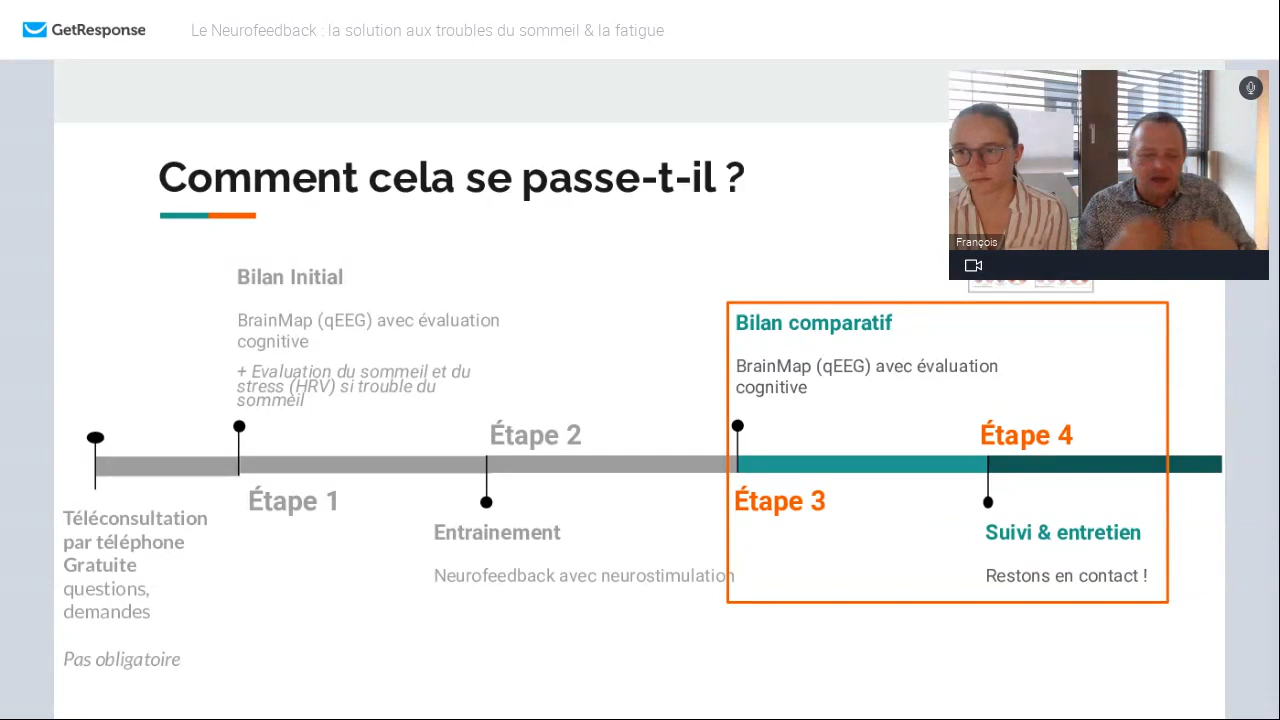 GetResponse
Le Neurofeedback : la solution aux troubles du sommeil & la fatigue
Comment cela se passe-t-il ?
François
Bilan Initial
BrainMap (qEEG) avec évaluation
cognitive
+ Evaluation du sommeil et du
stress (HRV) si trouble du
sommeil
Bilan comparatif
BrainMap (qEEG) avec évaluation
cognitive
Étape 2
Étape 4
Étape 1
Étape 3
Téléconsultation
par téléphone
Gratuite
questions,
demandes
Pas obligatoire
Entrainement
Neurofeedback avec neurostimulation
Suivi & entretien
Restons en contact !